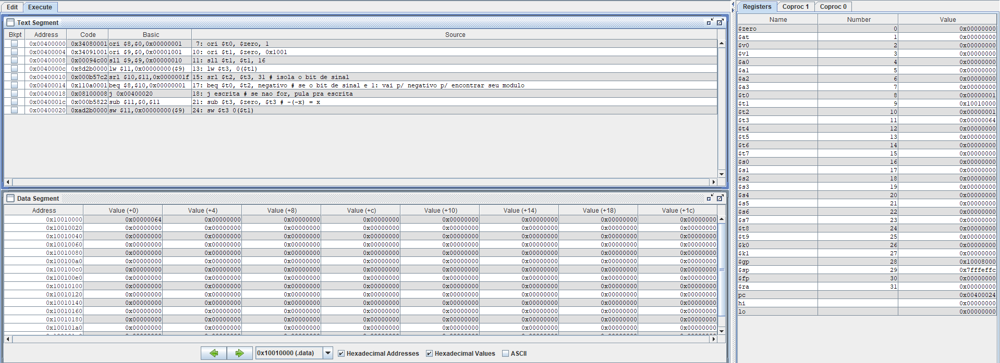 Edit Execute
Text Segment
Bkpt Address Code Basic Source
0x00400000 0x34080001 ori $8,$0,0x00000001 7: ori $t0, $zero, 1
0x00400004 0x34091001 ori $9,$0,0x00001001 10: ori $t1, $zero, 0x1001
0x00400008 0x00094c00 sll $9,$9,0x00000010 11: sll $t1, $t1, 16
0x0040000c 0x8d2b0000 lw $11,0x00000000($9) 13: lw $t3, 0($t1)
0x00400010 0x000b57c2 srl $10,$11,0x0000001f 15: srl $t2, $t3, 31 # isola o bit de sinal
0x00400014 0x110a0001 beq $8,$10,0x00000001 17: beq $t0, $t2, negativo # se o bit de sinal e 1: vai p/ negativo p/ encontrar seu modulo
0x00400018 0x08100008 j 0x00400020 18: j escrita # se nao for, pula pra escrita
0x0040001c 0x000b5822 sub $11,$0,$11 21: sub $t3, $zero, $t3 # -(-x) = x
0x00400020 0xad2b0000 sw $11,0x00000000($9) 24: sw $t3 0($t1)
Data Segment
Address Value (+0) Value (+4) Value (+8) Value (+c) Value (+10) Value (+14) Value (+18) Value (+1c)
0x10010000 0x00000064 0x00000000 0x00000000 0x00000000 0x00000000 0x00000000 0x00000000 0x00000000
0x10010020 0x00000000 0x00000000 0x00000000 0x00000000 0x00000000 0x00000000 0x00000000 0x00000000
0x10010040 0x00000000 0x00000000 0x00000000 0x00000000 0x00000000 0x00000000 0x00000000 0x00000000
0x10010060 0x00000000 0x00000000 0x00000000 0x00000000 0x00000000 0x00000000 0x00000000 0x00000000
0x10010080 0x00000000 0x00000000 0x00000000 0x00000000 0x00000000 0x00000000 0x00000000 0x00000000
0x100100a0 0x00000000 0x00000000 0x00000000 0x00000000 0x00000000 0x00000000 0x00000000 0x00000000
0x100100c0 0x00000000 0x00000000 0x00000000 0x00000000 0x00000000 0x00000000 0x00000000 0x00000000
0x100100e0 0x00000000 0x00000000 0x00000000 0x00000000 0x00000000 0x00000000 0x00000000 0x00000000
0x10010100 0x00000000 0x00000000 0x00000000 0x00000000 0x00000000 0x00000000 0x00000000 0x00000000
0x10010120 0x00000000 0x00000000 0x00000000 0x00000000 0x00000000 0x00000000 0x00000000 0x00000000
0x10010140 0x00000000 0x00000000 0x00000000 0x00000000 0x00000000 0x00000000 0x00000000 0x00000000
0x10010160 0x00000000 0x00000000 0x00000000 0x00000000 0x00000000 0x00000000 0x00000000 0x00000000
0x10010180 0x00000000 0x00000000 0x00000000 0x00000000 0x00000000 0x00000000 0x00000000 0x00000000
0x100101a0 0x00000000 0x00000000 0x00000000 0x00000000 0x00000000 0x00000000 0x00000000 0x00000000
0x10010000 (.data) Hexadecimal Addresses Hexadecimal Values ASCII
Registers Coproc 1 Coproc 0
Name Number Value
$zero 0 0x00000000
$at 1 0x00000000
$v0 2 0x00000000
$v1 3 0x00000000
$a0 4 0x00000000
$a1 5 0x00000000
$a2 6 0x00000000
$a3 7 0x00000000
$t0 8 0x00000001
$t1 9 0x10010000
$t2 10 0x00000001
$t3 11 0x00000064
$t4 12 0x00000000
$t5 13 0x00000000
$t6 14 0x00000000
$t7 15 0x00000000
$s0 16 0x00000000
$s1 17 0x00000000
$s2 18 0x00000000
$s3 19 0x00000000
$s4 20 0x00000000
$s5 21 0x00000000
$s6 22 0x00000000
$s7 23 0x00000000
$t8 24 0x00000000
$t9 25 0x00000000
$k0 26 0x00000000
$k1 27 0x00000000
$gp 28 0x10008000
$sp 29 0x7fffeffc
$fp 30 0x00000000
$ra 31 0x00000000
pc 0x00400024
hi 0x00000000
lo 0x00000000